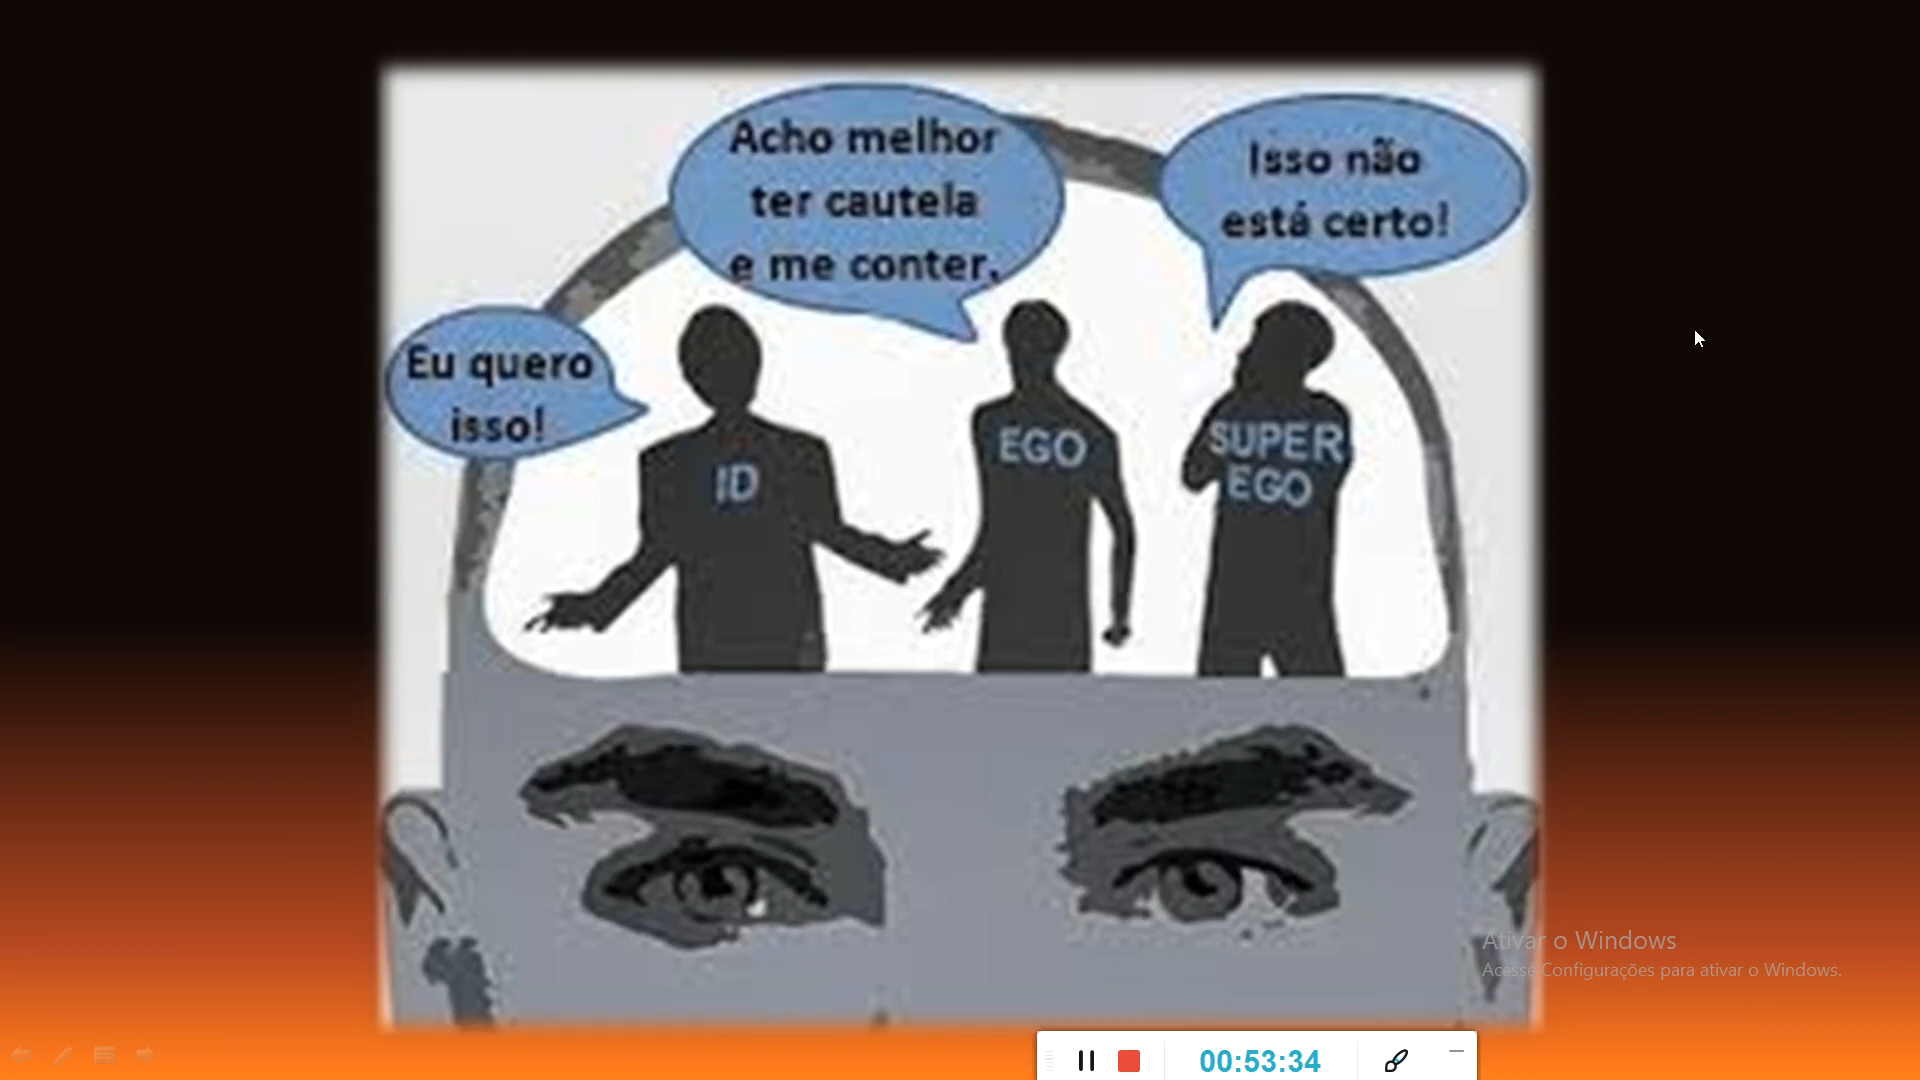 Acho melhor
ter cautela
e me conter.
Isso não
está certo!
Eu quero
isso!
ID
EGO
SUPER
EGO
Ativar o Windows
Acesse Configurações para ativar o Windows.
00:53:34